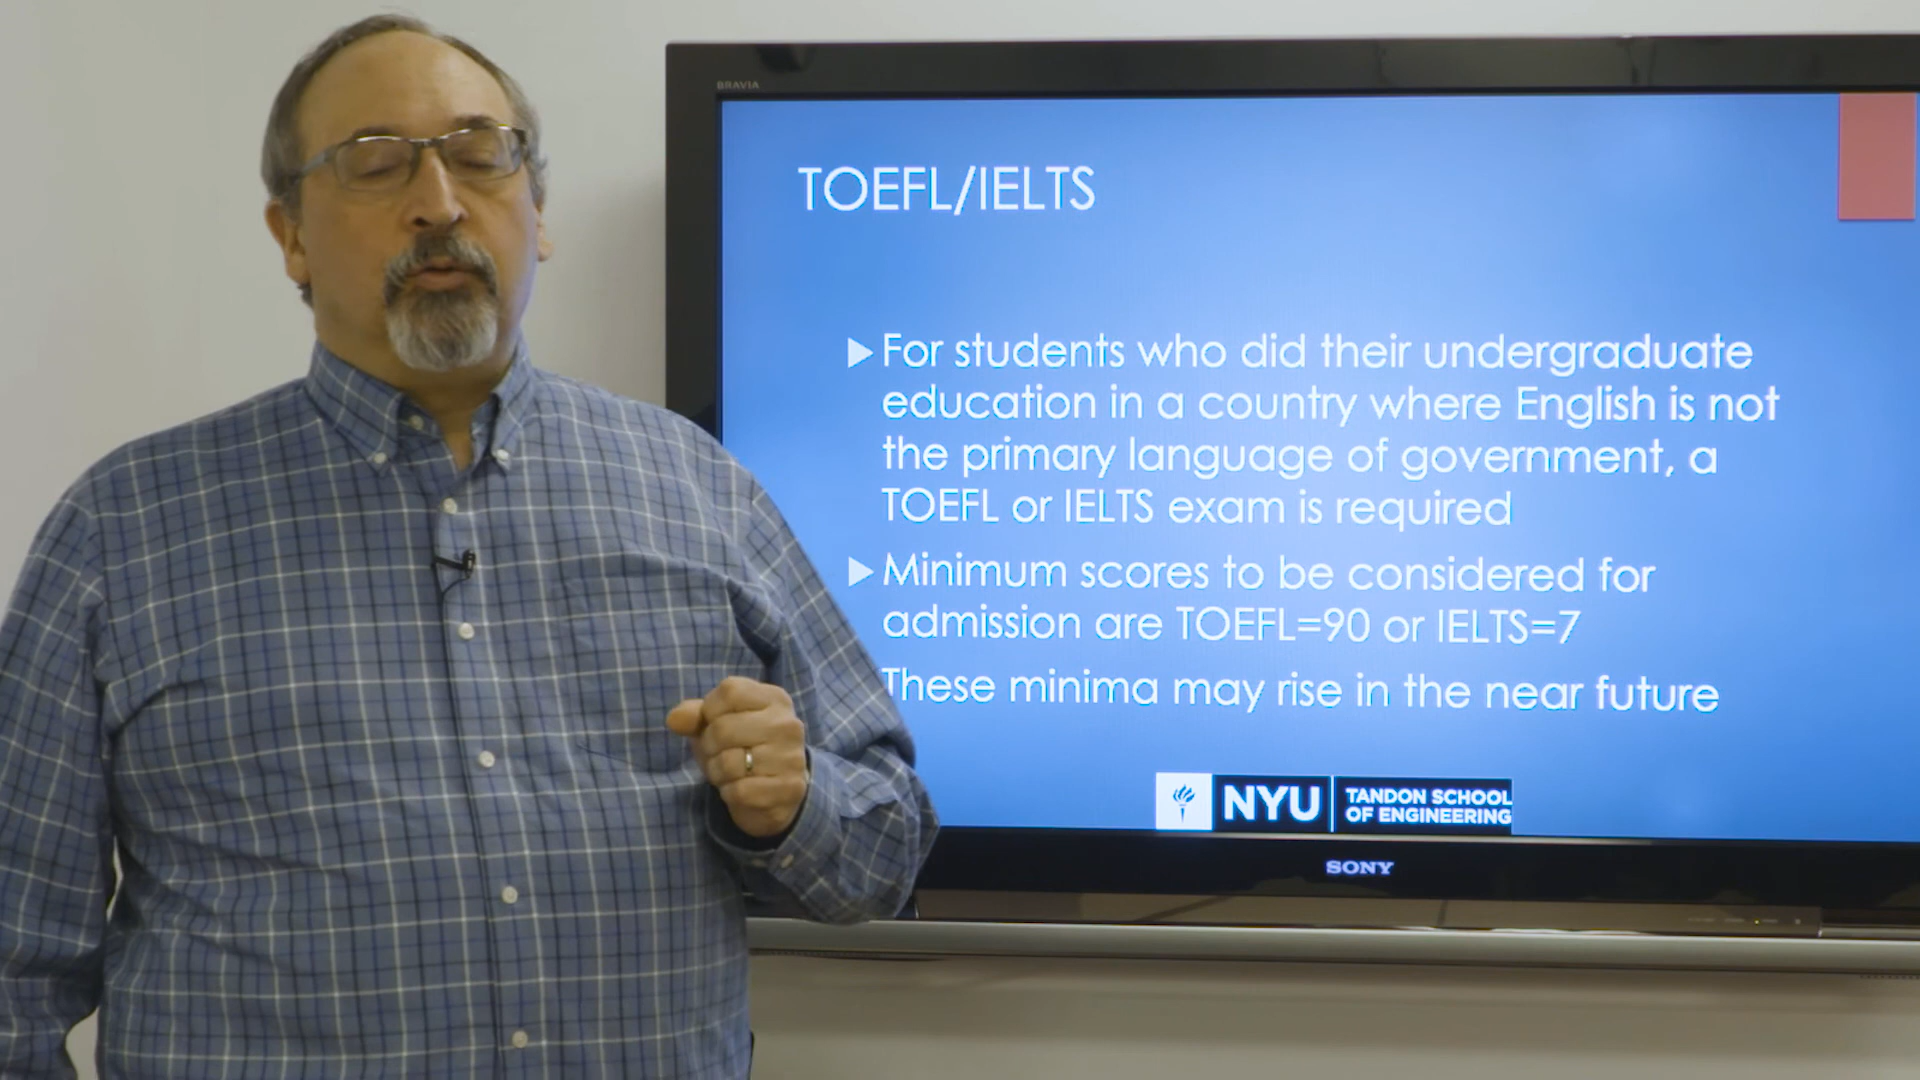 BRAVIA
TOEFL/IELTS
For students who did their undergraduate
education in a country where English is not
the primary language of government, a
TOEFL or IELTS exam is required
Minimum scores to be considered for
admission are TOEFL=90 or IELTS=7
These minima may rise in the near future
NYU
TANDON SCHOOL
OF ENGINEERING
SONY